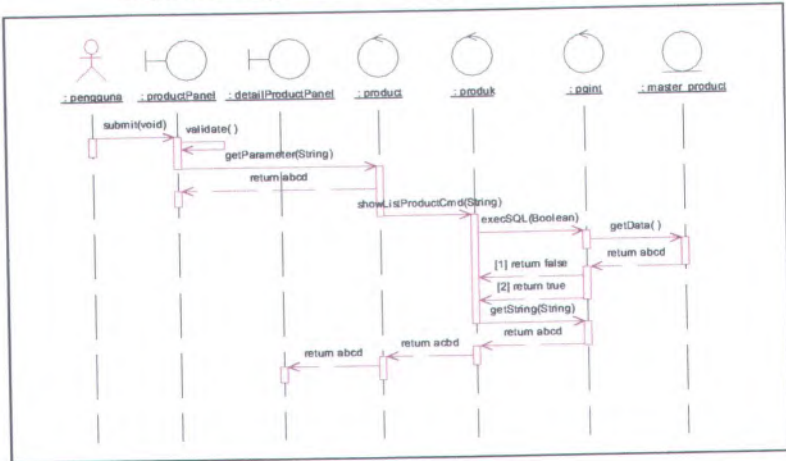 : pengguna
: productPanel
: detailProductPanel
: product
: produk
: pgint
: master_product
submit(void)
validate( )
getParameter(String)
return abcd
showListProductCmd(String)
execSQL(Boolean)
getData( )
return abcd
[1] return false
[2] return true
getString(String)
return abcd
return acbd
return abcd